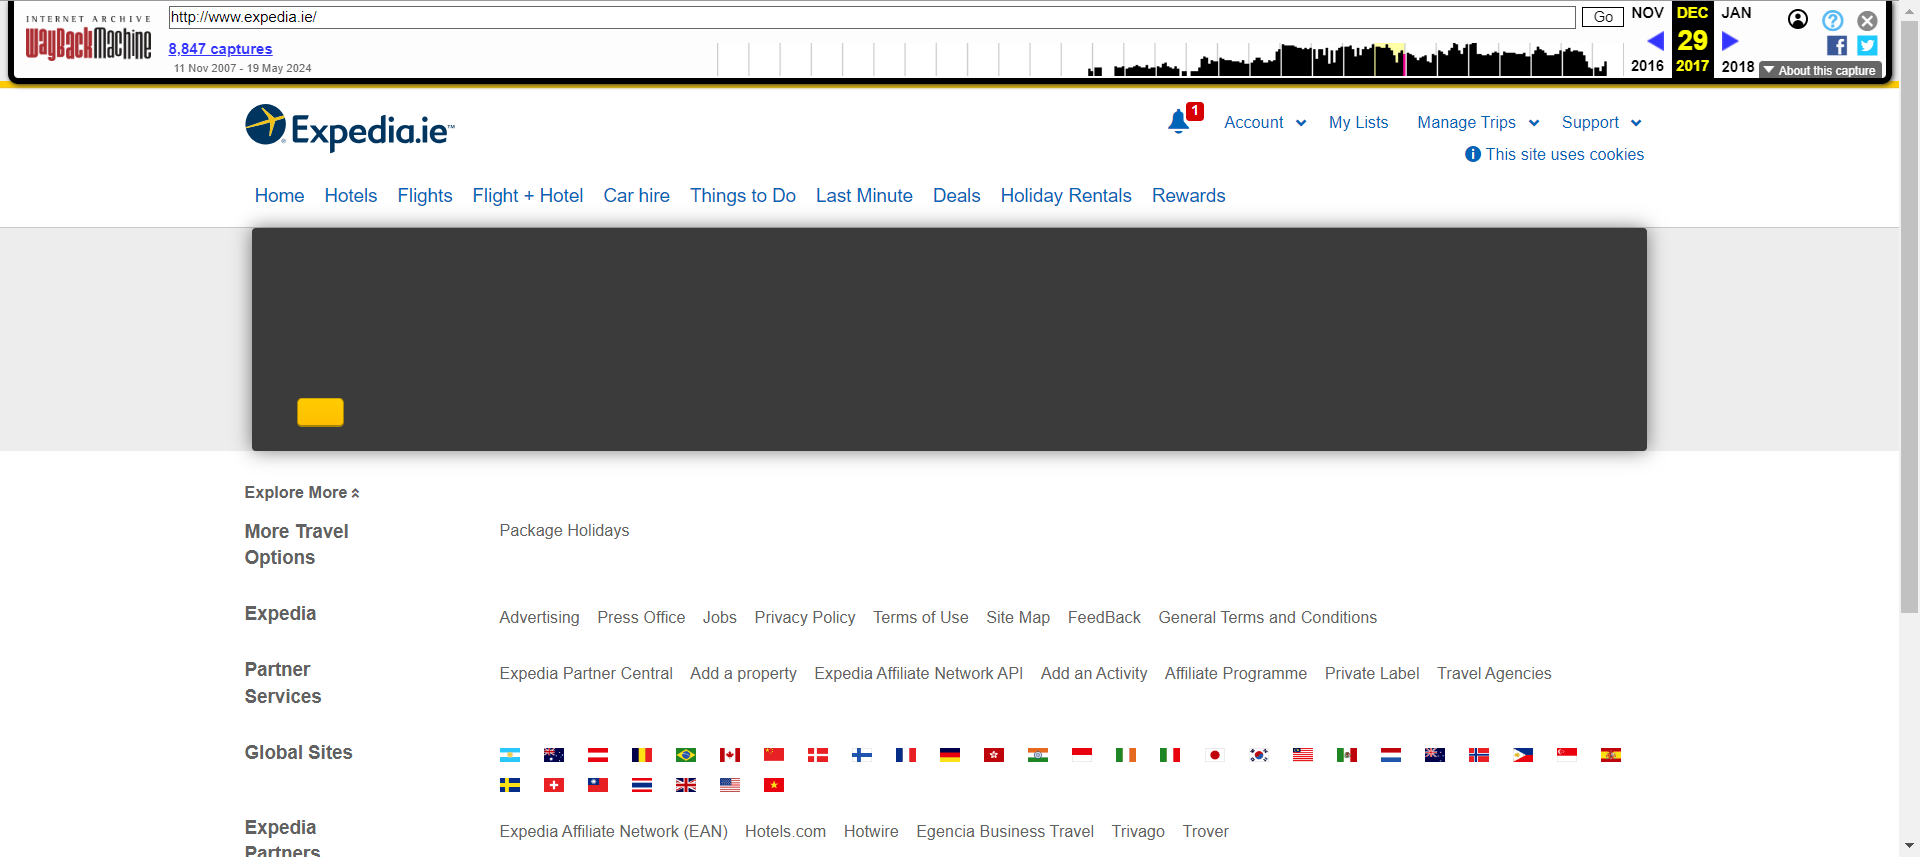 INTERNET ARCHIVE
WayBackMachine
http://www.expedia.ie/
Go
8,847 captures
11 Nov 2007 - 19 May 2024
NOV DEC JAN
29
2016 2017 2018
About this capture
Expedia.ie™
1
Account
My Lists
Manage Trips
Support
This site uses cookies
Home Hotels Flights Flight + Hotel Car hire Things to Do Last Minute Deals Holiday Rentals Rewards
Explore More
More Travel
Options
Package Holidays
Expedia
Advertising Press Office Jobs Privacy Policy Terms of Use Site Map FeedBack General Terms and Conditions
Partner
Services
Expedia Partner Central Add a property Expedia Affiliate Network API Add an Activity Affiliate Programme Private Label Travel Agencies
Global Sites
Expedia
Partners
Expedia Affiliate Network (EAN) Hotels.com Hotwire Egencia Business Travel Trivago Trover